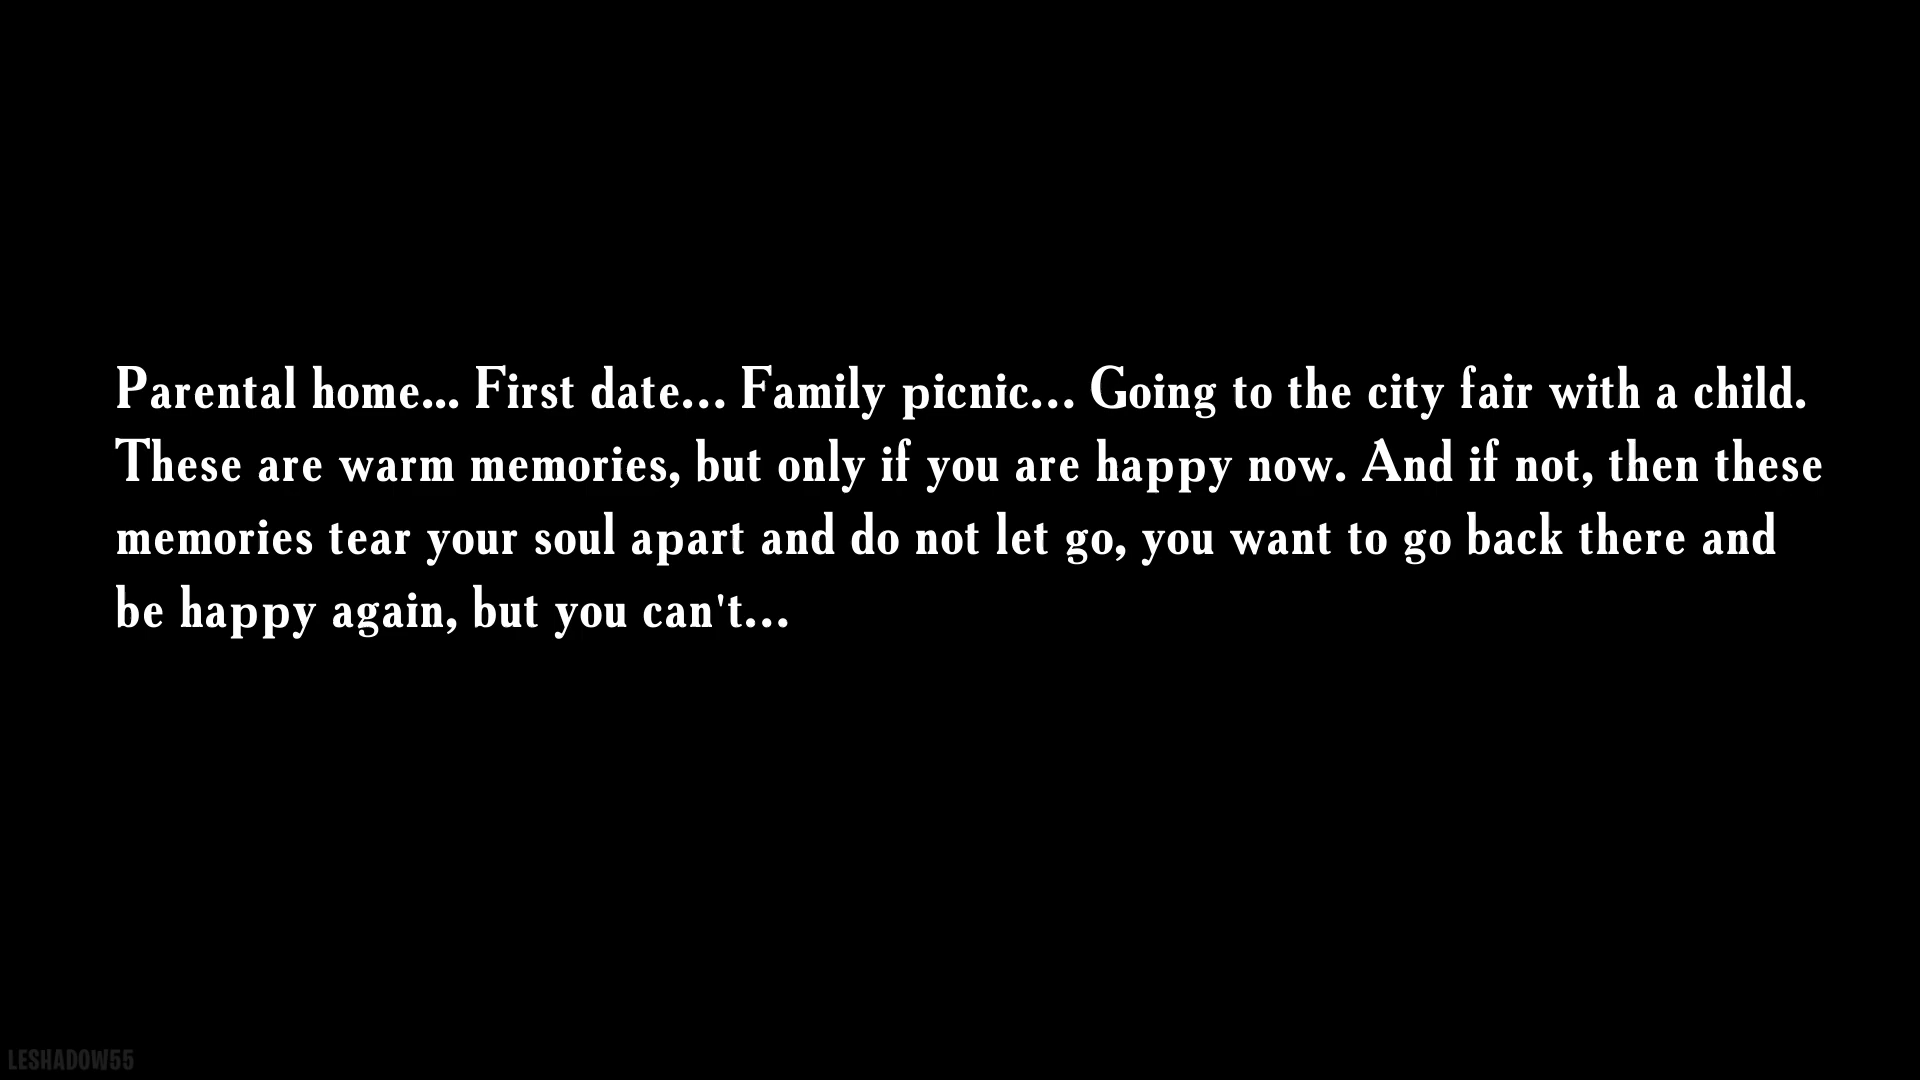 Parental home... First date... Family picnic... Going to the city fair with a child.
These are warm memories, but only if you are happy now. And if not, then these
memories tear your soul apart and do not let go, you want to go back there and
be happy again, but you can't...
LESHADOW55